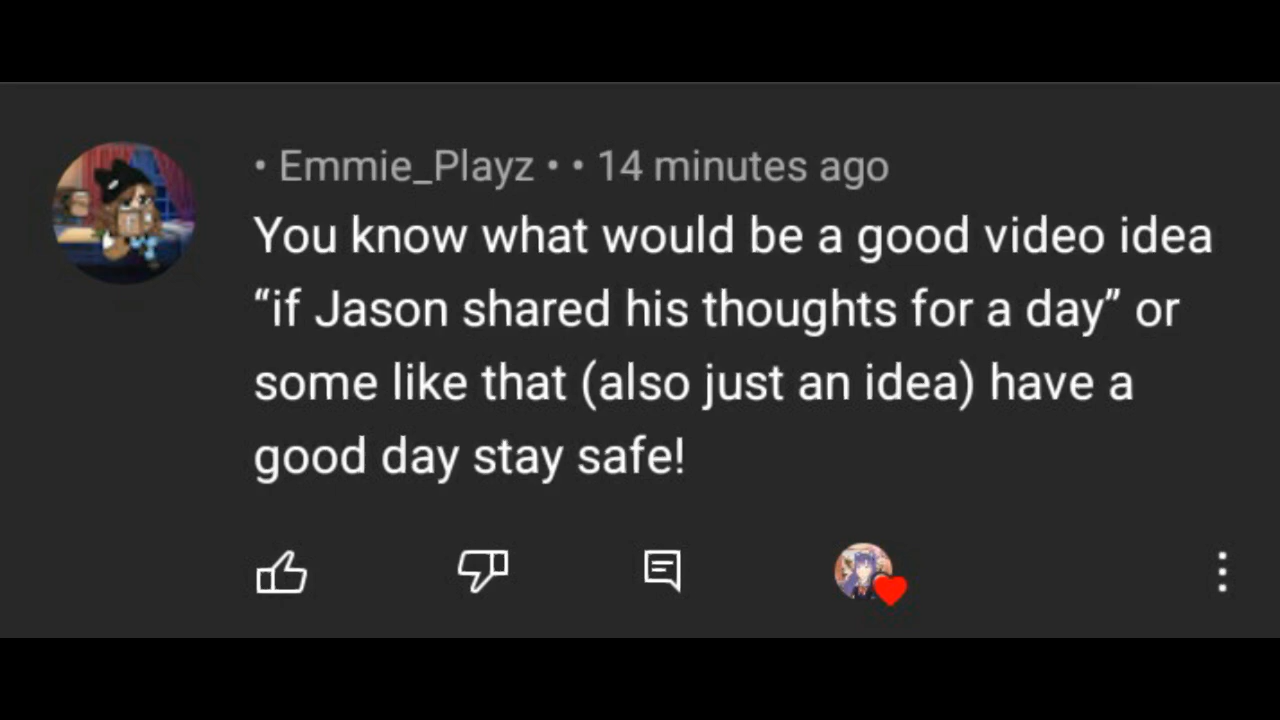 • Emmie_Playz • • 14 minutes ago
You know what would be a good video idea
“if Jason shared his thoughts for a day” or
some like that (also just an idea) have a
good day stay safe!